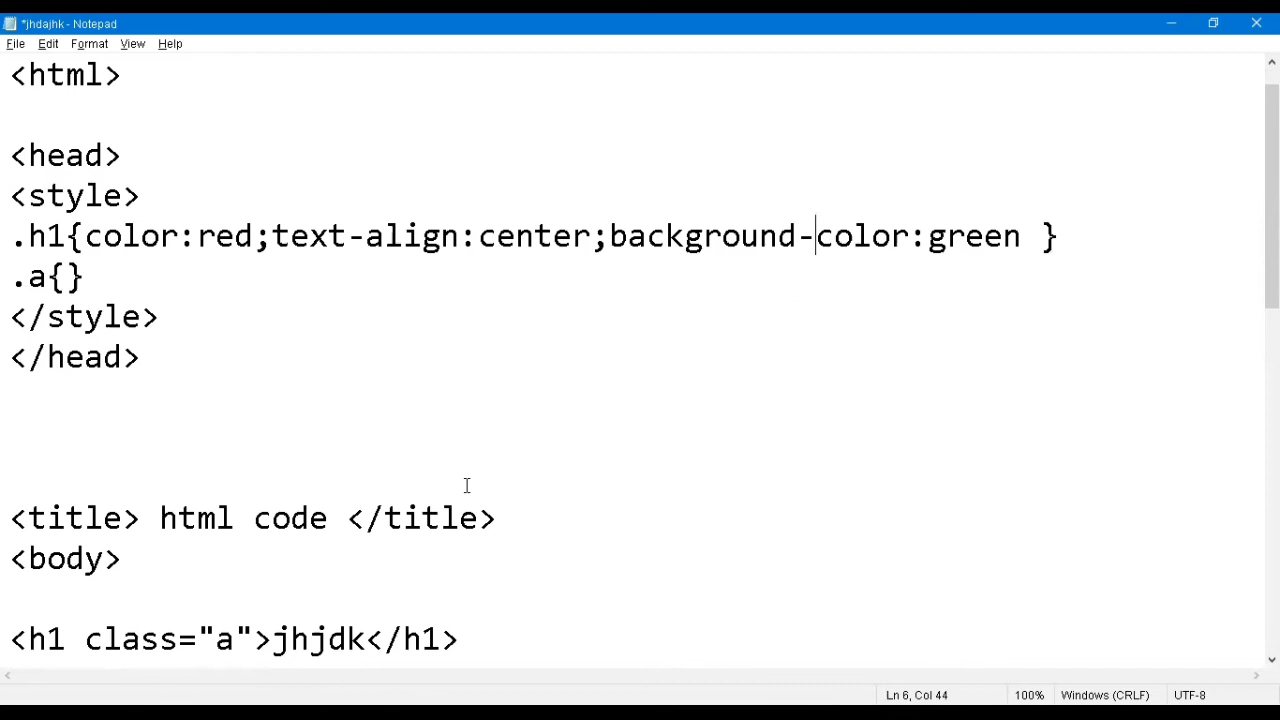 *jhdajhk - Notepad
File Edit Format View Help
<html>
<head>
<style>
.h1{color:red;text-align:center;background-color:green }
.a{}
</style>
</head>
<title> html code </title>
<body>
<h1 class="a">jhjdk</h1>
Ln 6, Col 44 100% Windows (CRLF) UTF-8